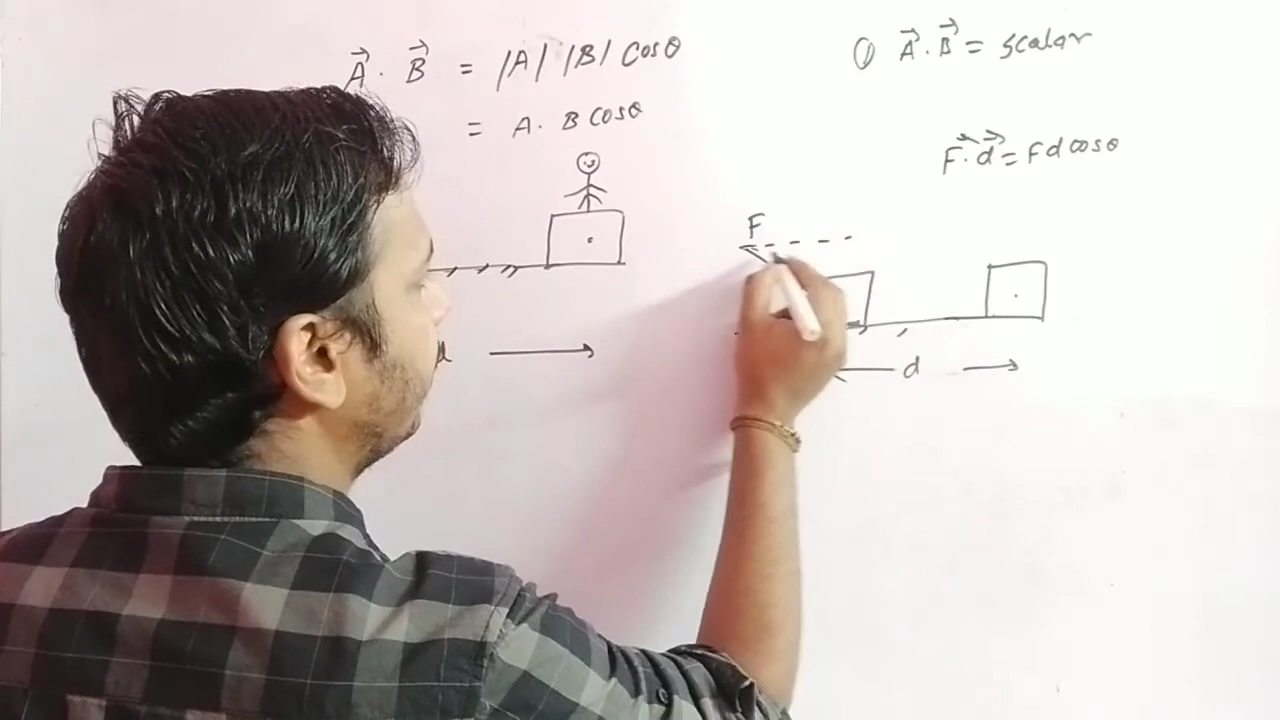 A⃗ . B⃗ = |A| |B| Cosθ
= A. B Cosθ
① A⃗ . B⃗ = scalar
F⃗ . d⃗ = Fd cosθ
F
d